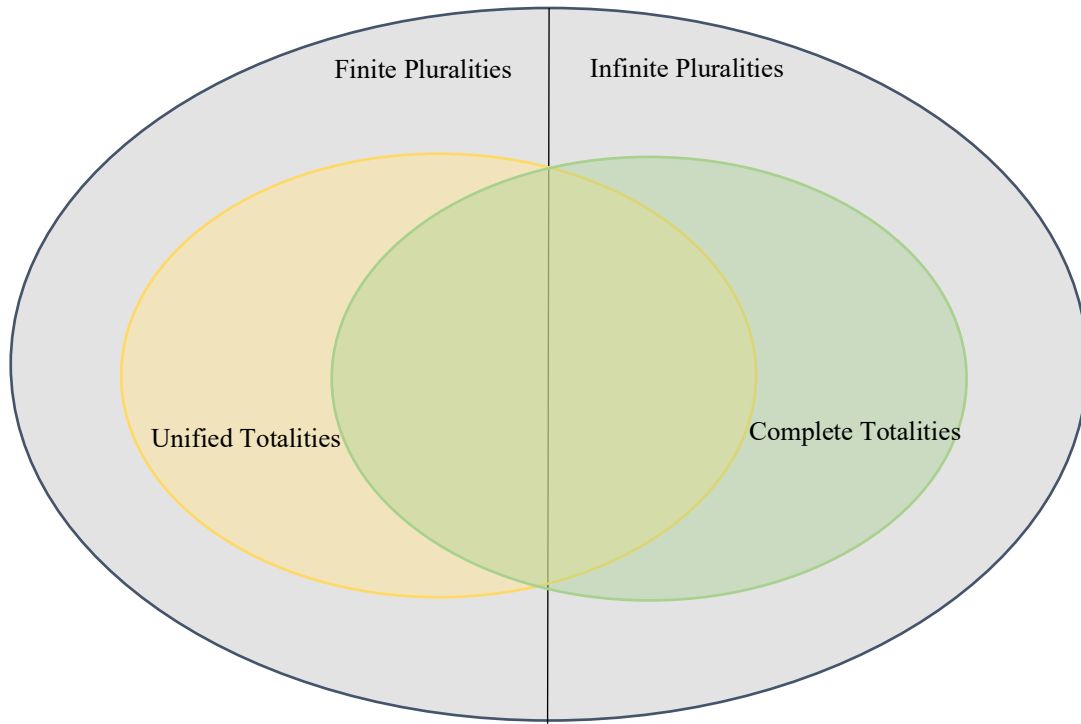 Finite Pluralities
Infinite Pluralities
Unified Totalities
Complete Totalities